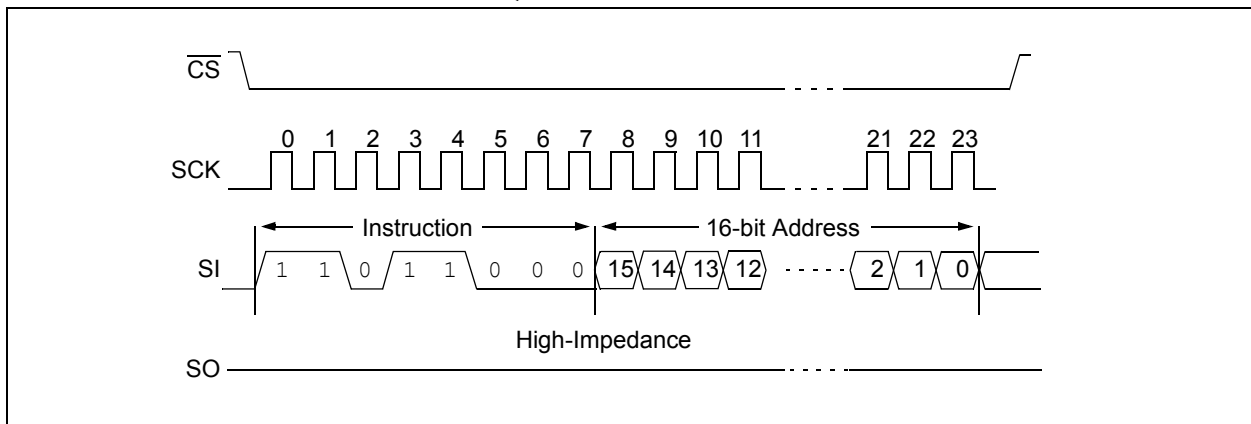 CS
0 1 2 3 4 5 6 7 8 9 10 11 21 22 23
SCK
Instruction 16-bit Address
SI 1 1 0 1 1 0 0 0 15 14 13 12 2 1 0
High-Impedance
SO